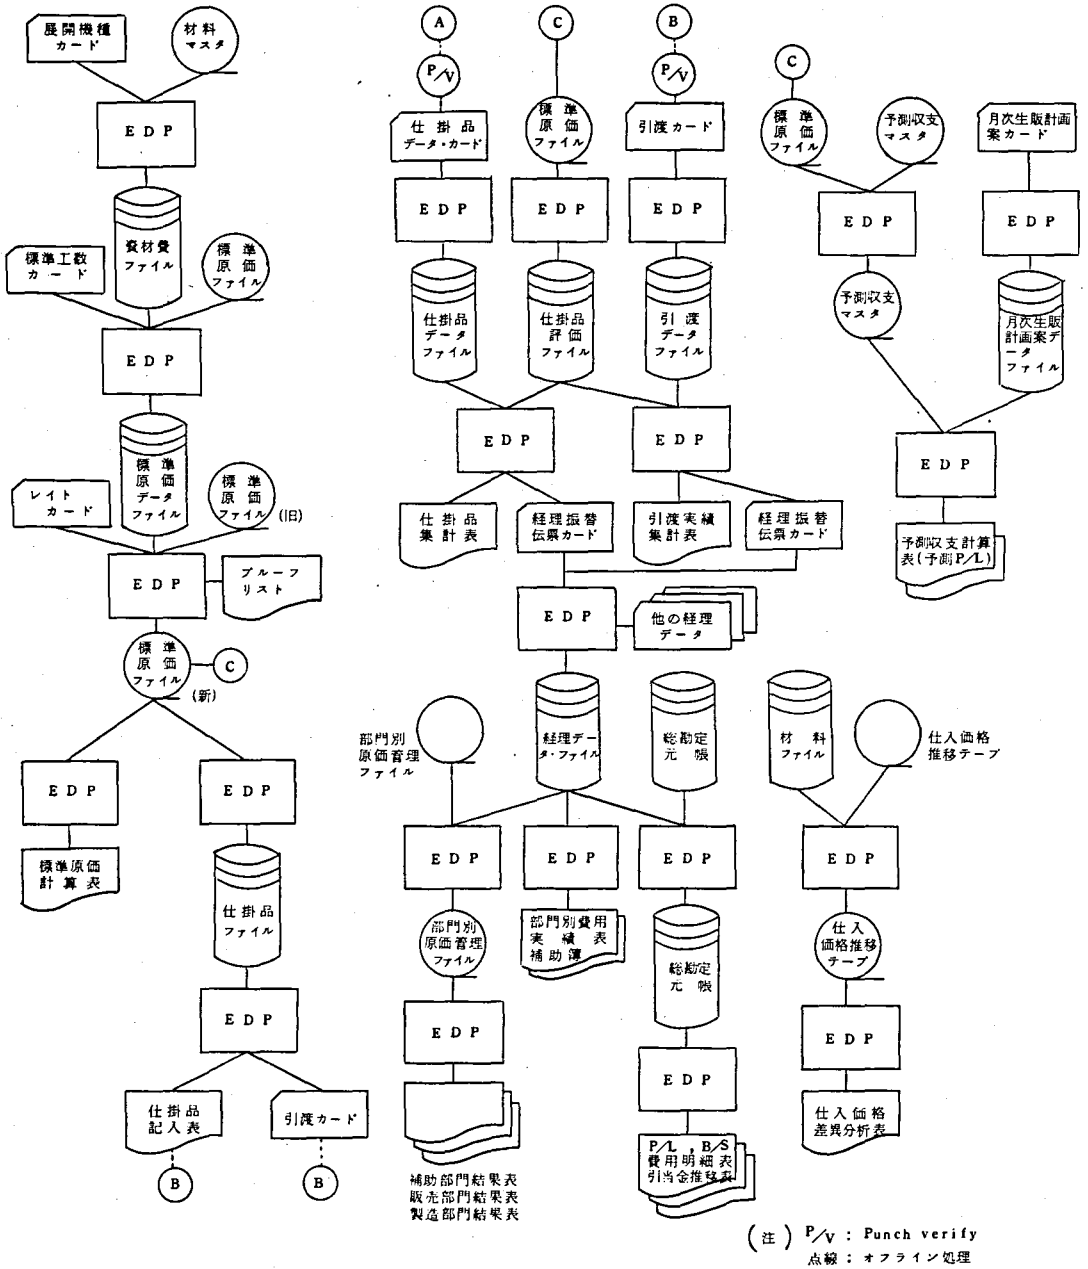 展開機種
カード
材料
マスタ
EDP
資材費
ファイル
標準工数
カード
標準
原価
ファイル
EDP
標準
原価
データ
ファイル
レイト
カード
標準
原価
ファイル
(旧)
EDP
プルーフ
リスト
標準
原価
ファイル
(新)
C
EDP
EDP
標準原価
計算表
仕掛品
ファイル
EDP
仕掛品
記入表
引渡カード
B
B
A
P/V
仕掛品
データ・カード
EDP
仕掛品
データ
ファイル
C
標準
原価
ファイル
EDP
仕掛品
評価
ファイル
B
P/V
引渡カード
EDP
引渡
データ
ファイル
EDP
EDP
仕掛品
集計表
経理振替
伝票カード
引渡実績
集計表
経理振替
伝票カード
EDP
他の経理
データ
C
標準
原価
ファイル
予測収支
マスタ
月次生販計画
案カード
EDP
EDP
予測収支
マスタ
月次生販
計画案デ
ータ
ファイル
EDP
予測収支計算
表(予測P/L)
部門別
原価管理
ファイル
経理デー
タ・ファイル
総勘定
元帳
材料
ファイル
仕入価格
推移テープ
EDP
EDP
EDP
EDP
部門別
原価管理
ファイル
部門別費用
実績表
補助簿
総勘定
元帳
仕入
価格推移
テープ
EDP
EDP
EDP
補助部門結果表
販売部門結果表
製造部門結果表
P/L , B/S
費用明細表
引当金推移表
仕入価格
差異分析表
(注) P/V : Punch verify
点線 : オフライン処理